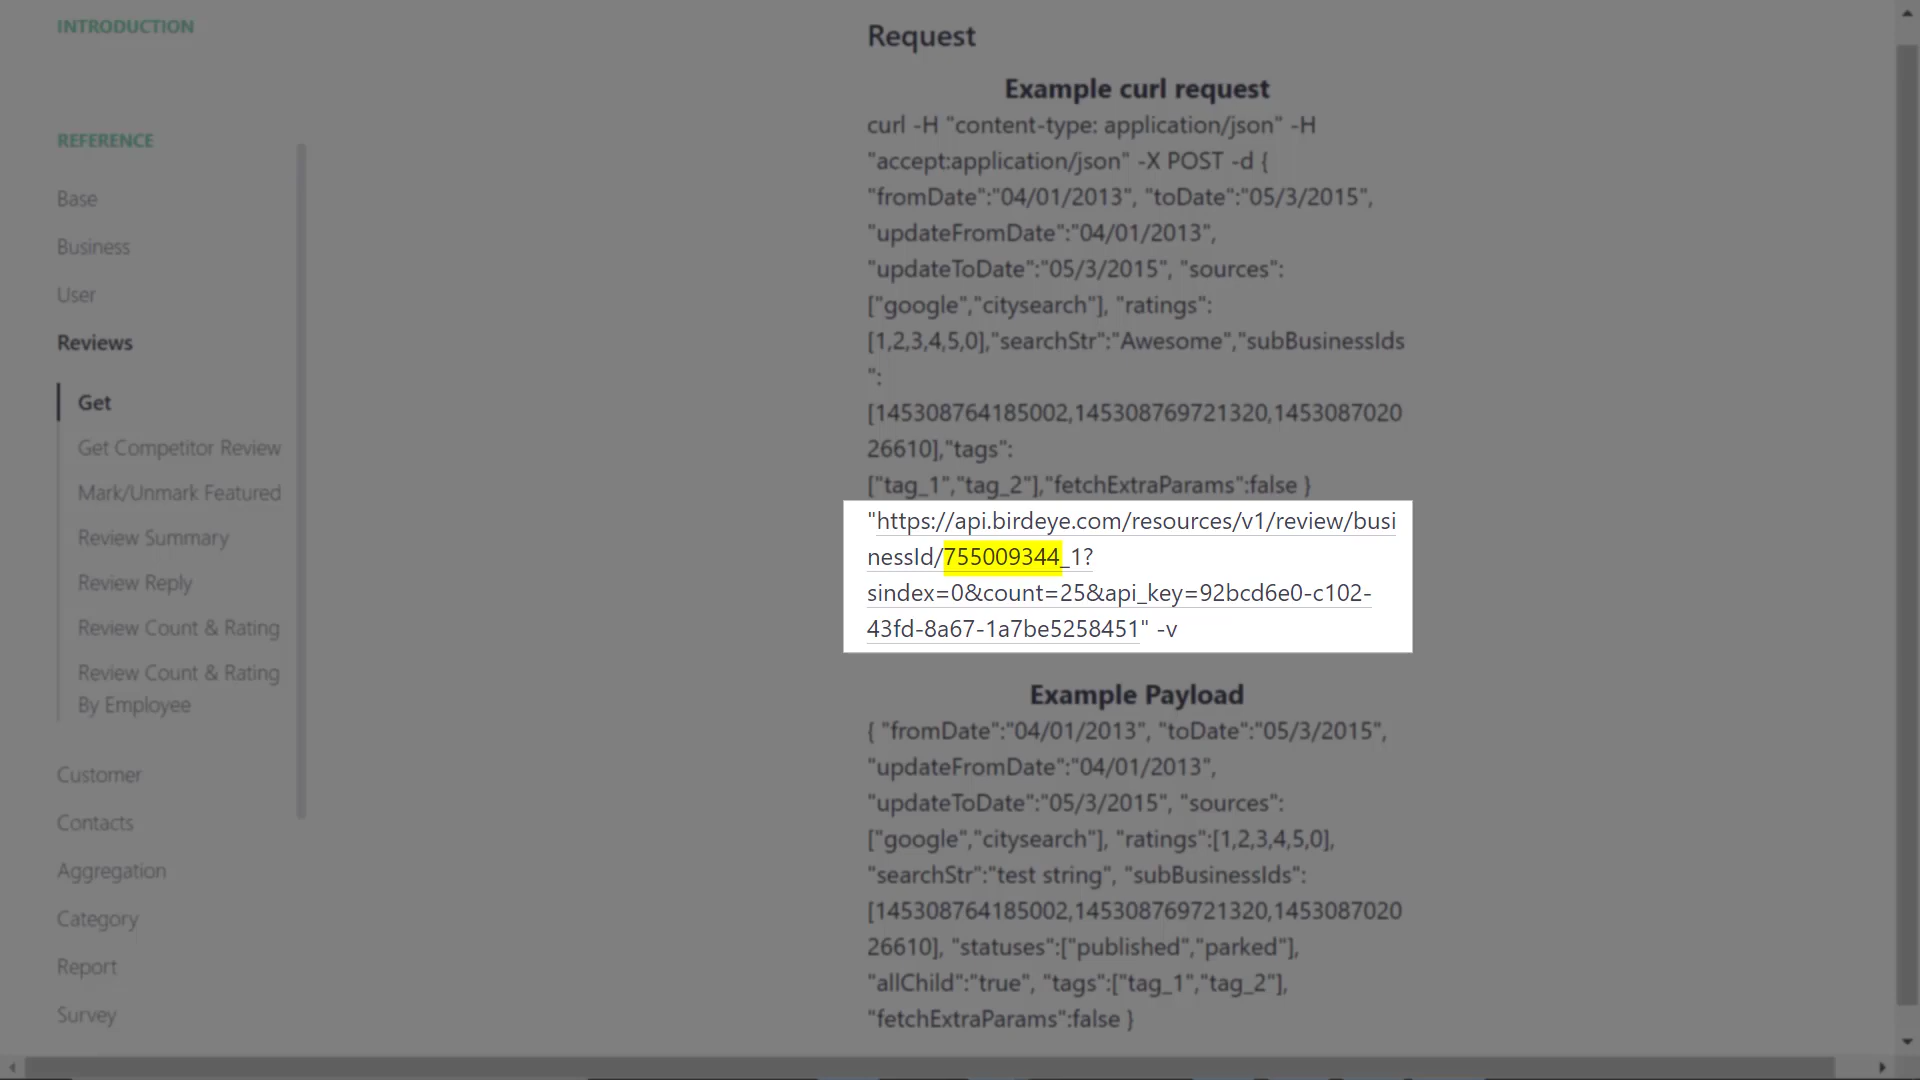 INTRODUCTION
REFERENCE
Base
Business
User
Reviews
Get
Get Competitor Review
Mark/Unmark Featured
Review Summary
Review Reply
Review Count & Rating
Review Count & Rating
By Employee
Customer
Contacts
Aggregation
Category
Report
Survey
Request
Example curl request
curl -H "content-type: application/json" -H
"accept:application/json" -X POST -d {
"fromDate":"04/01/2013", "toDate":"05/3/2015",
"updateFromDate":"04/01/2013",
"updateToDate":"05/3/2015", "sources":
["google","citysearch"], "ratings":
[1,2,3,4,5,0],"searchStr":"Awesome","subBusinessIds
":
[145308764185002,145308769721320,1453087020
26610],"tags":
["tag_1","tag_2"],"fetchExtraParams":false }
"https://api.birdeye.com/resources/v1/review/busi
nessId/755009344_1?
sindex=0&count=25&api_key=92bcd6e0-c102-
43fd-8a67-1a7be5258451" -v
Example Payload
{ "fromDate":"04/01/2013", "toDate":"05/3/2015",
"updateFromDate":"04/01/2013",
"updateToDate":"05/3/2015", "sources":
["google","citysearch"], "ratings":[1,2,3,4,5,0],
"searchStr":"test string", "subBusinessIds":
[145308764185002,145308769721320,1453087020
26610], "statuses":["published","parked"],
"allChild":"true", "tags":["tag_1","tag_2"],
"fetchExtraParams":false }